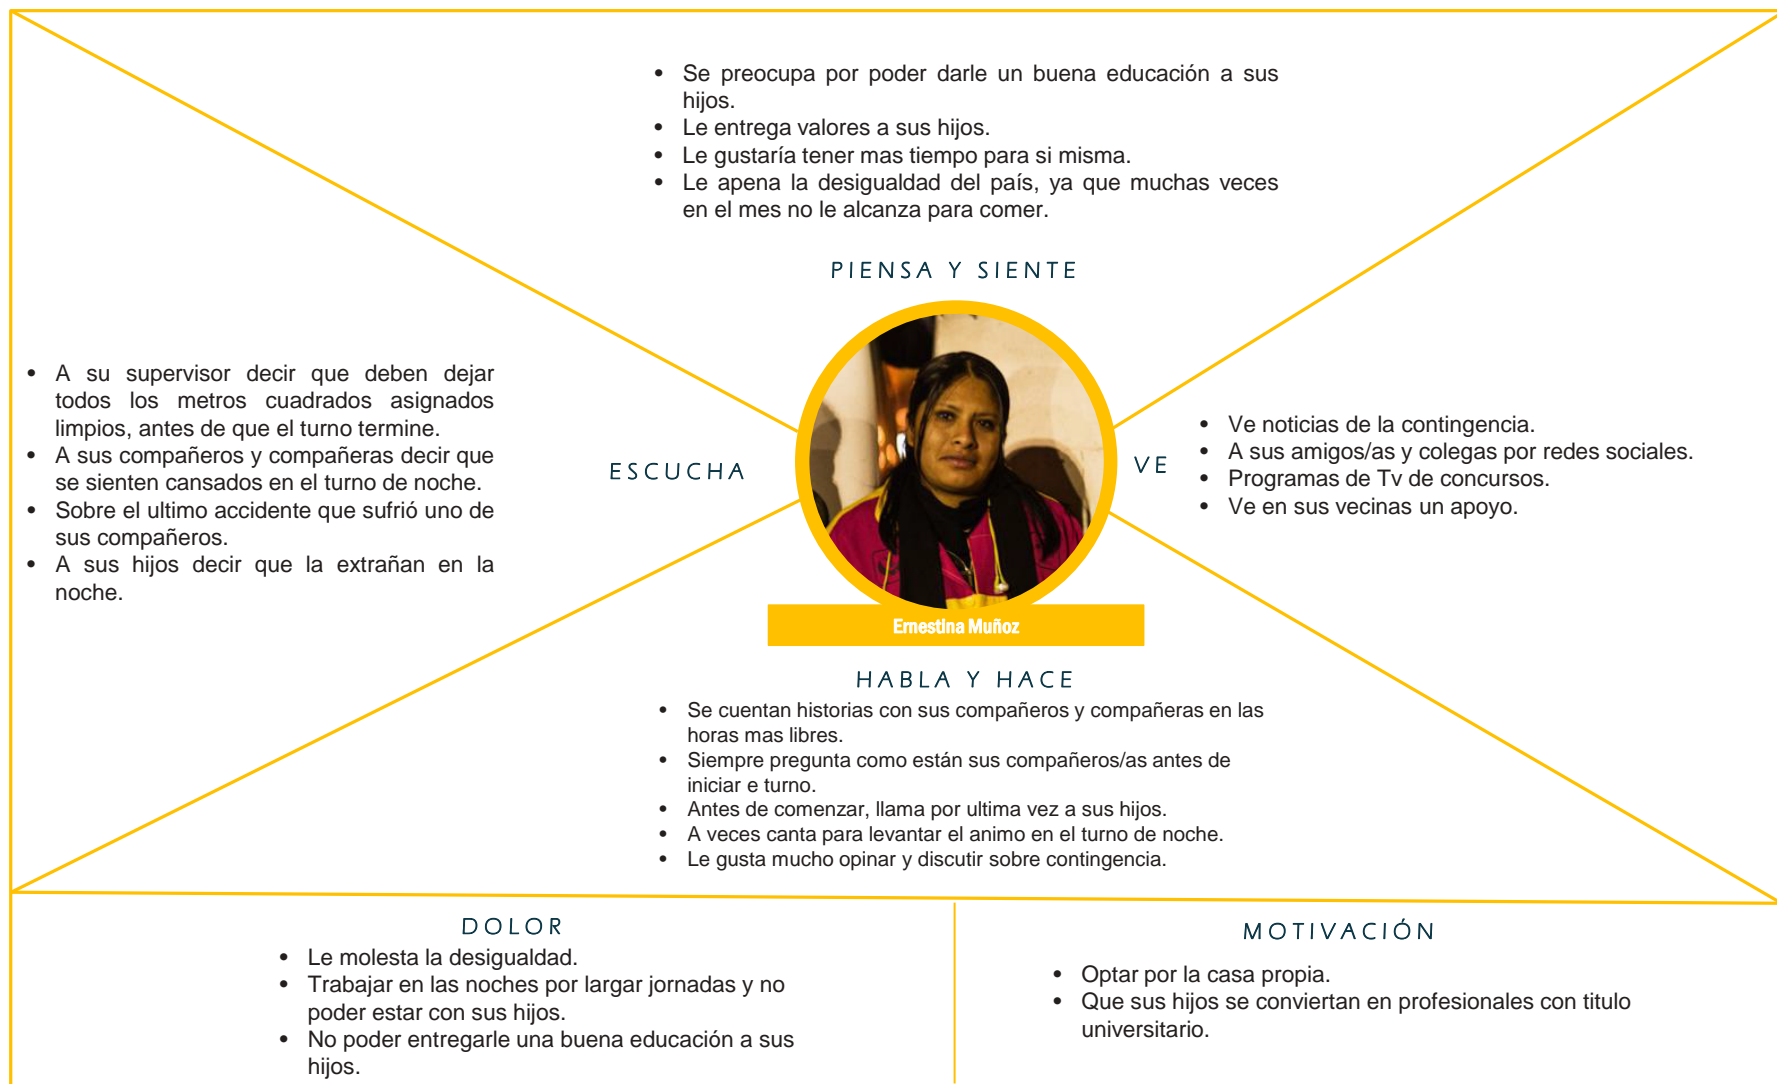 • Se preocupa por poder darle un buena educación a sus
hijos.
• Le entrega valores a sus hijos.
• Le gustaría tener mas tiempo para si misma.
• Le apena la desigualdad del país, ya que muchas veces
en el mes no le alcanza para comer.
PIENSA Y SIENTE
• A su supervisor decir que deben dejar
todos los metros cuadrados asignados
limpios, antes de que el turno termine.
• A sus compañeros y compañeras decir que
se sienten cansados en el turno de noche.
• Sobre el ultimo accidente que sufrió uno de
sus compañeros.
• A sus hijos decir que la extrañan en la
noche.
ESCUCHA
VE
• Ve noticias de la contingencia.
• A sus amigos/as y colegas por redes sociales.
• Programas de Tv de concursos.
• Ve en sus vecinas un apoyo.
Ernestina Muñoz
HABLA Y HACE
• Se cuentan historias con sus compañeros y compañeras en las
horas mas libres.
• Siempre pregunta como están sus compañeros/as antes de
iniciar e turno.
• Antes de comenzar, llama por ultima vez a sus hijos.
• A veces canta para levantar el animo en el turno de noche.
• Le gusta mucho opinar y discutir sobre contingencia.
DOLOR
• Le molesta la desigualdad.
• Trabajar en las noches por largar jornadas y no
poder estar con sus hijos.
• No poder entregarle una buena educación a sus
hijos.
MOTIVACIÓN
• Optar por la casa propia.
• Que sus hijos se conviertan en profesionales con titulo
universitario.